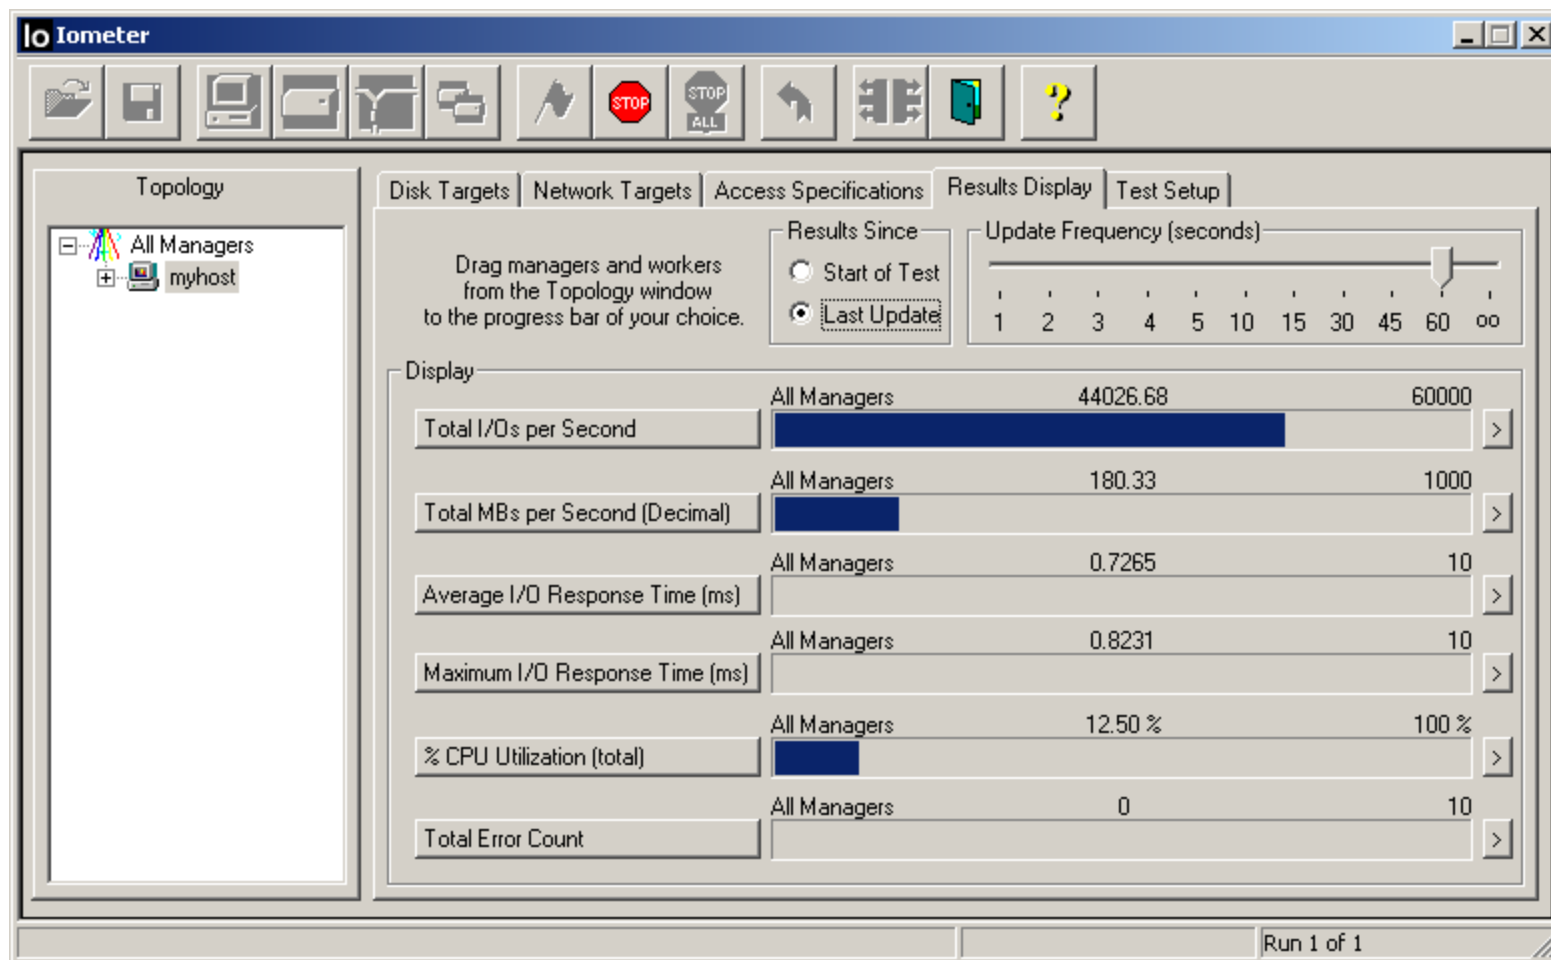 Io Iometer
STOP
STOP
ALL
?
Topology
All Managers
myhost
Disk Targets
Network Targets
Access Specifications
Results Display
Test Setup
Drag managers and workers
from the Topology window
to the progress bar of your choice.
Results Since
Start of Test
Last Update
Update Frequency (seconds)
1 2 3 4 5 10 15 30 45 60 oo
Display
All Managers 44026.68 60000
Total I/Os per Second >
All Managers 180.33 1000
Total MBs per Second (Decimal) >
All Managers 0.7265 10
Average I/O Response Time (ms) >
All Managers 0.8231 10
Maximum I/O Response Time (ms) >
All Managers 12.50 % 100 %
% CPU Utilization (total) >
All Managers 0 10
Total Error Count >
Run 1 of 1